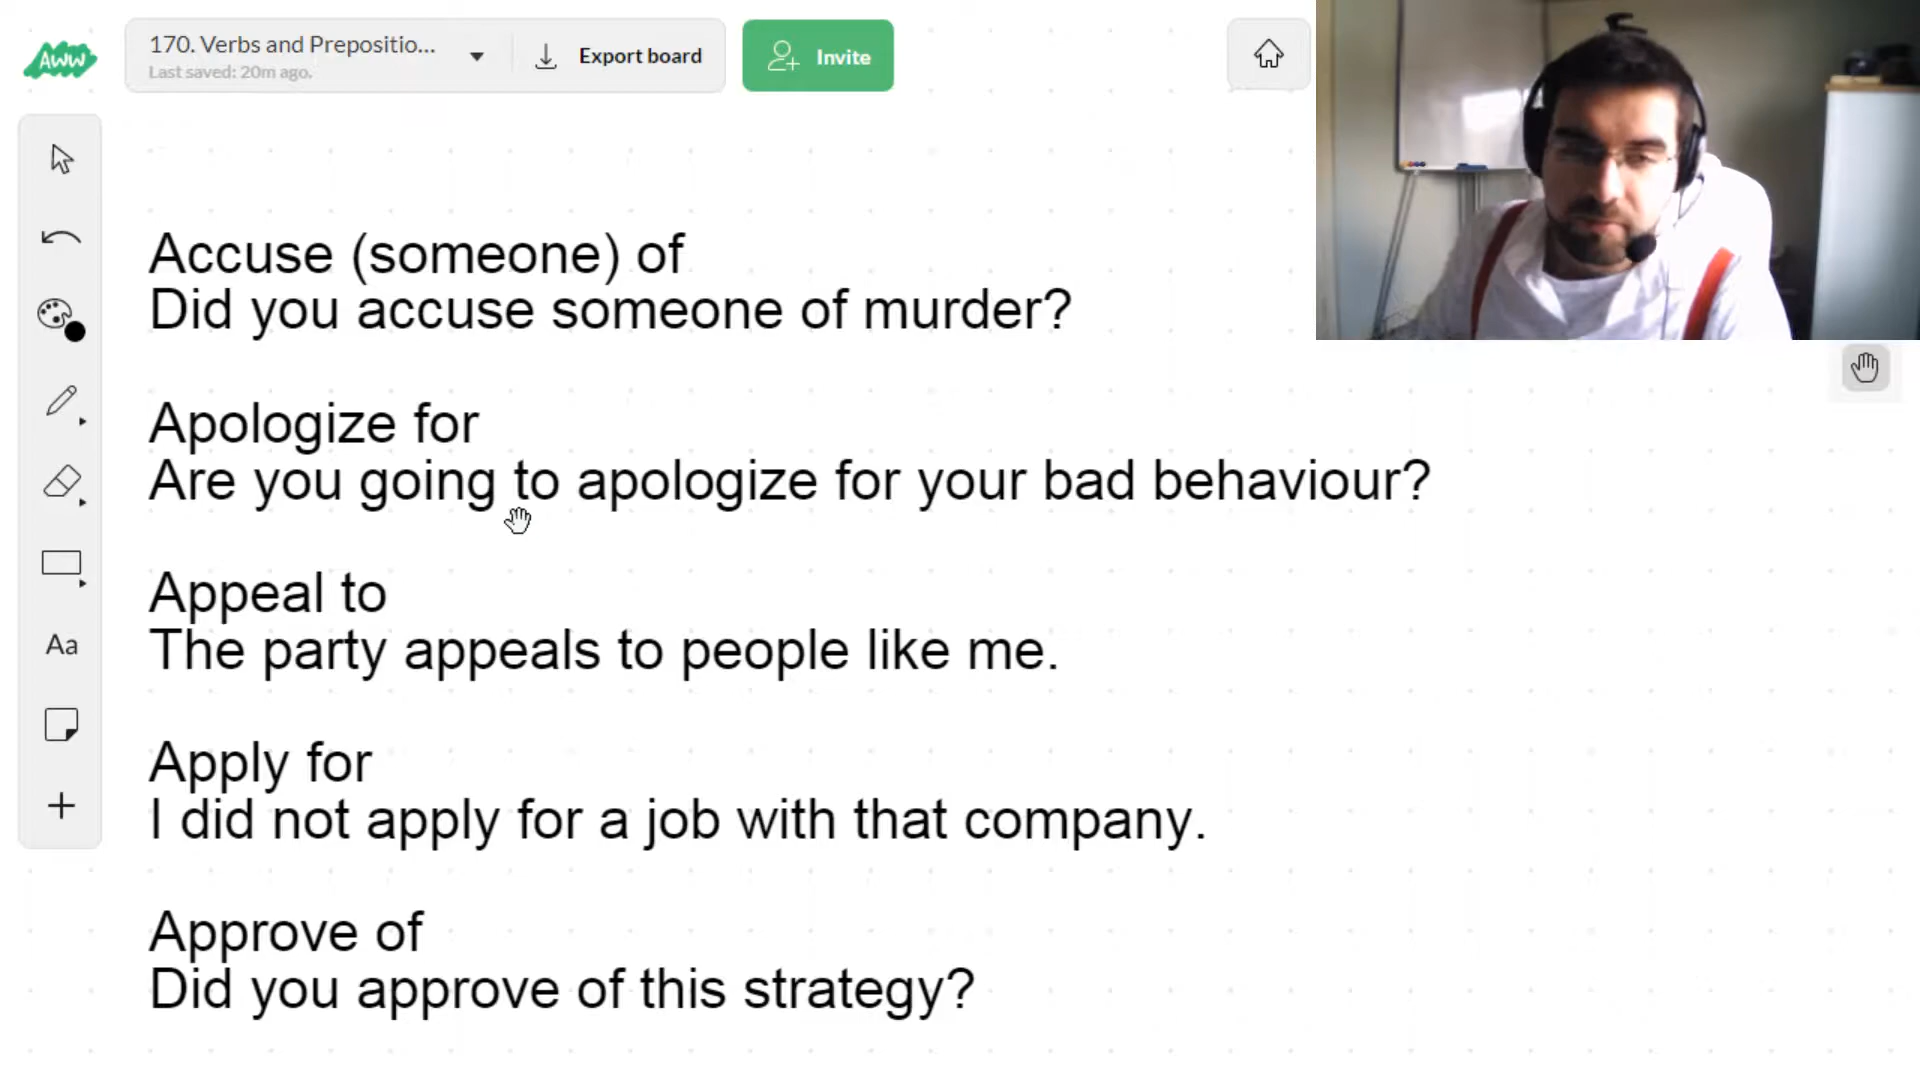 AWW
170. Verbs and Prepositio...
Last saved: 20m ago.
Export board
Invite
Accuse (someone) of
Did you accuse someone of murder?
Apologize for
Are you going to apologize for your bad behaviour?
Appeal to
The party appeals to people like me.
Aa
Apply for
I did not apply for a job with that company.
Approve of
Did you approve of this strategy?